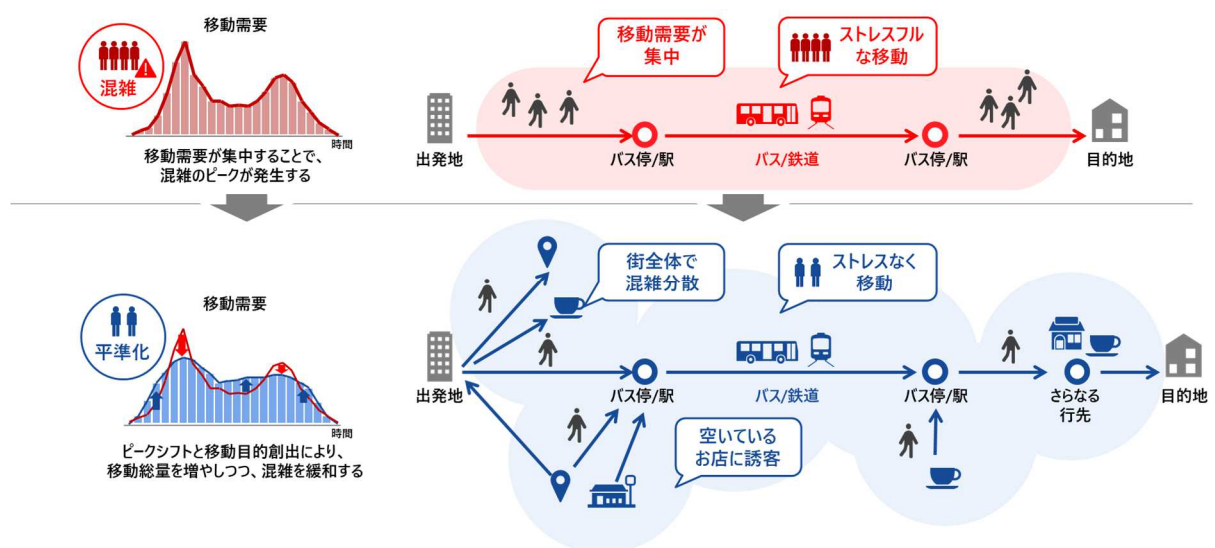 移動需要
混雑
時間
移動需要が集中することで、
混雑のピークが発生する
移動需要が
集中
ストレスフル
な移動
出発地
バス停/駅
バス/鉄道
バス停/駅
目的地
移動需要
平準化
時間
ピークシフトと移動目的創出により、
移動総量を増やしつつ、混雑を緩和する
街全体で
混雑分散
ストレスなく
移動
出発地
バス停/駅
バス/鉄道
バス停/駅
さらなる
行先
目的地
空いている
お店に誘客